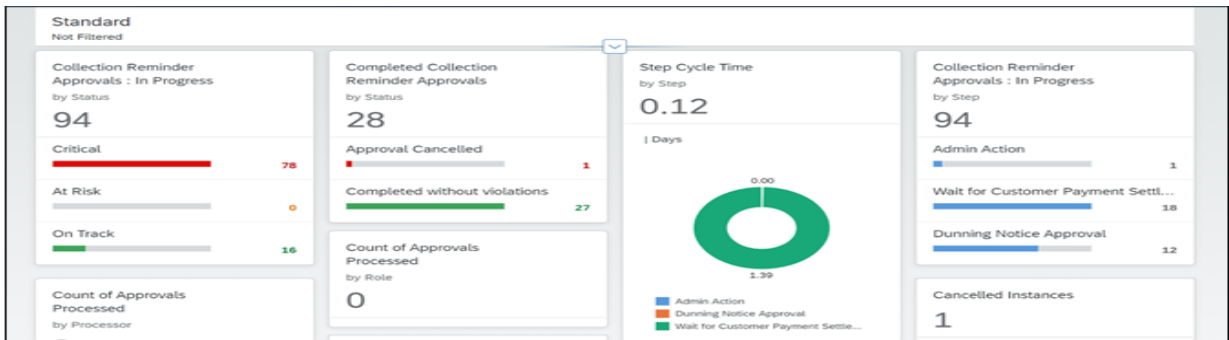 Standard
Not Filtered
Collection Reminder
Approvals : In Progress
by Status
94
Critical
78
At Risk
0
On Track
16
Count of Approvals
Processed
by Processor
Completed Collection
Reminder Approvals
by Status
28
Approval Cancelled
1
Completed without violations
27
Count of Approvals
Processed
by Role
0
Step Cycle Time
by Step
0.12
| Days
0.00
1.39
Admin Action
Dunning Notice Approval
Wait for Customer Payment Settle...
Collection Reminder
Approvals : In Progress
by Step
94
Admin Action
1
Wait for Customer Payment Settl...
18
Dunning Notice Approval
12
Cancelled Instances
1